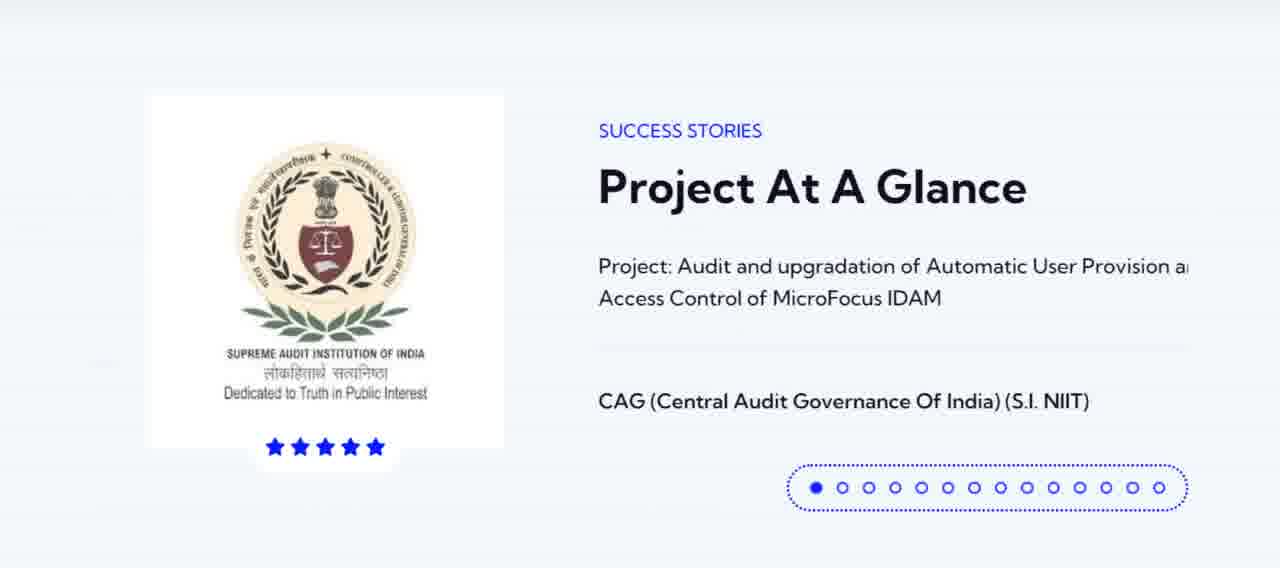 SUPREME AUDIT INSTITUTION OF INDIA
लोकहितार्थ सत्यनिष्ठा
Dedicated to Truth in Public Interest
SUCCESS STORIES
Project At A Glance
Project: Audit and upgradation of Automatic User Provision
Access Control of MicroFocus IDAM
CAG (Central Audit Governance Of India) (S.I. NIIT)